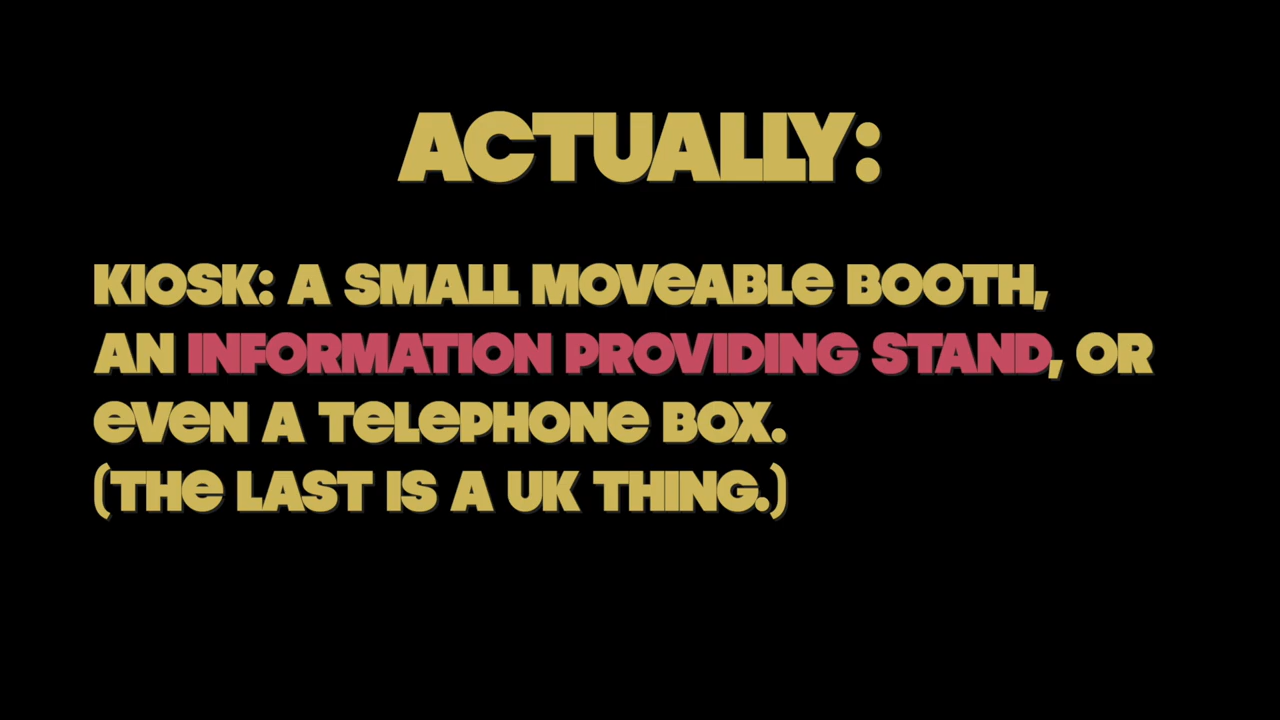 ACTUALLY:
KIOSK: A SMALL MOVEABLE BOOTH,
AN INFORMATION PROVIDING STAND, OR
EVEN A TELEPHONE BOX.
(THE LAST IS A UK THING.)